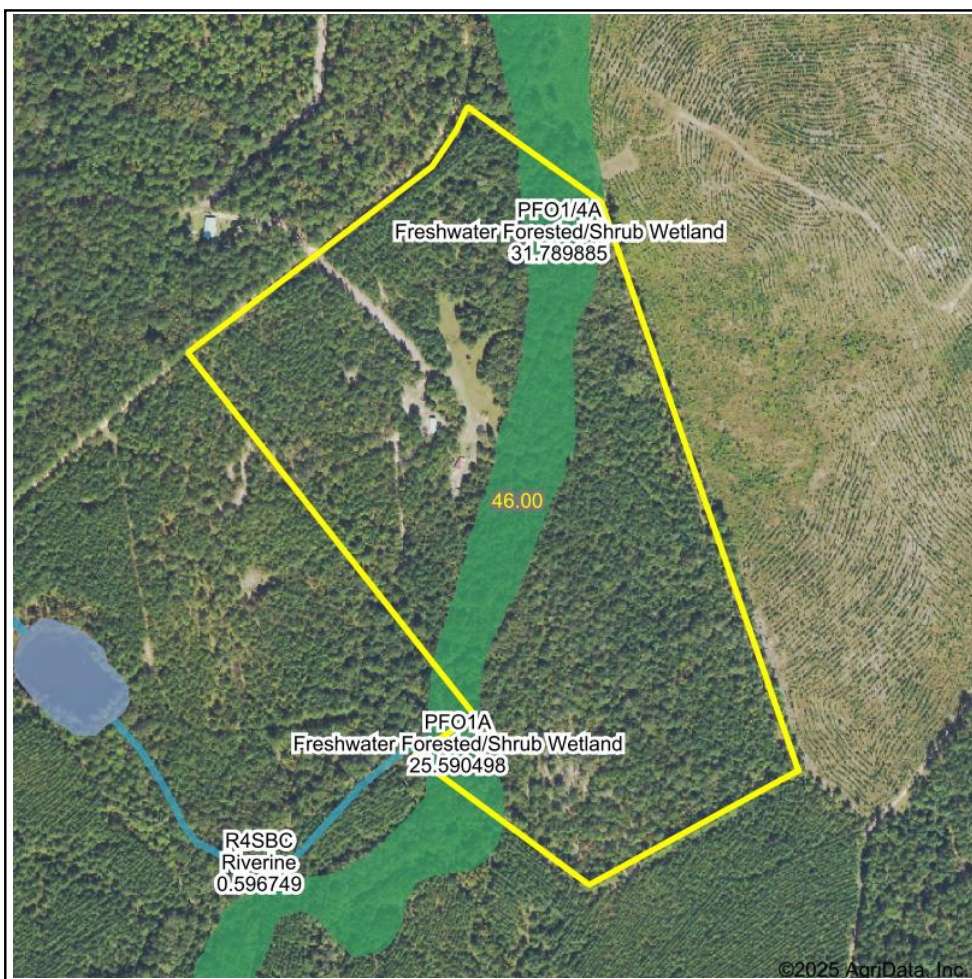 PFO1/4A
Freshwater Forested/Shrub Wetland
31.789885
46.00
PFO1A
Freshwater Forested/Shrub Wetland
25.590498
R4SBC
Riverine
0.596749
©2025 AgriData, Inc.